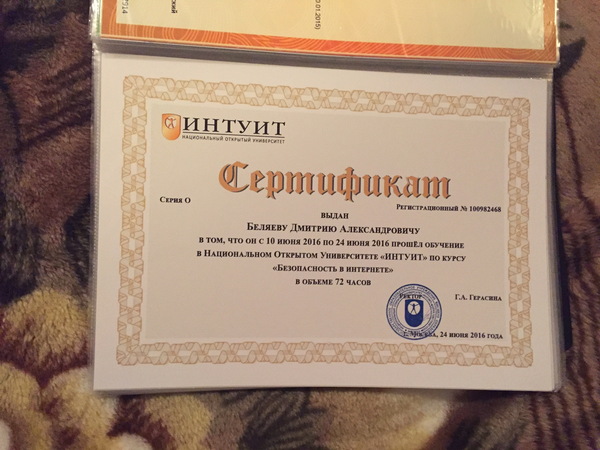 ИНТУИТ
НАЦИОНАЛЬНЫЙ ОТКРЫТЫЙ УНИВЕРСИТЕТ
Сертификат
Серия О
Регистрационный № 100982468
ВЫДАН
Беляеву Дмитрию Александровичу
в том, что он с 10 июня 2016 по 24 июня 2016 прошёл обучение
в Национальном Открытом Университете «ИНТУИТ» по курсу
«Безопасность в интернете»
в объеме 72 часов
Ректор
Г.А. Герасина
г. Москва, 24 июня 2016 года